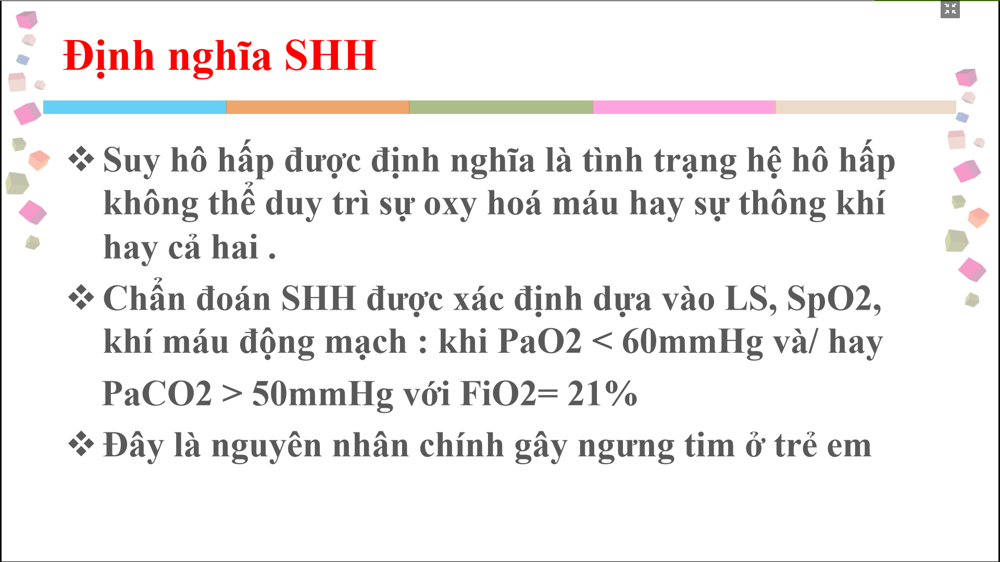 Định nghĩa SHH
❖ Suy hô hấp được định nghĩa là tình trạng hệ hô hấp
không thể duy trì sự oxy hoá máu hay sự thông khí
hay cả hai .
❖ Chẩn đoán SHH được xác định dựa vào LS, SpO2,
khí máu động mạch : khi PaO2 < 60mmHg và/ hay
PaCO2 > 50mmHg với FiO2= 21%
❖ Đây là nguyên nhân chính gây ngưng tim ở trẻ em